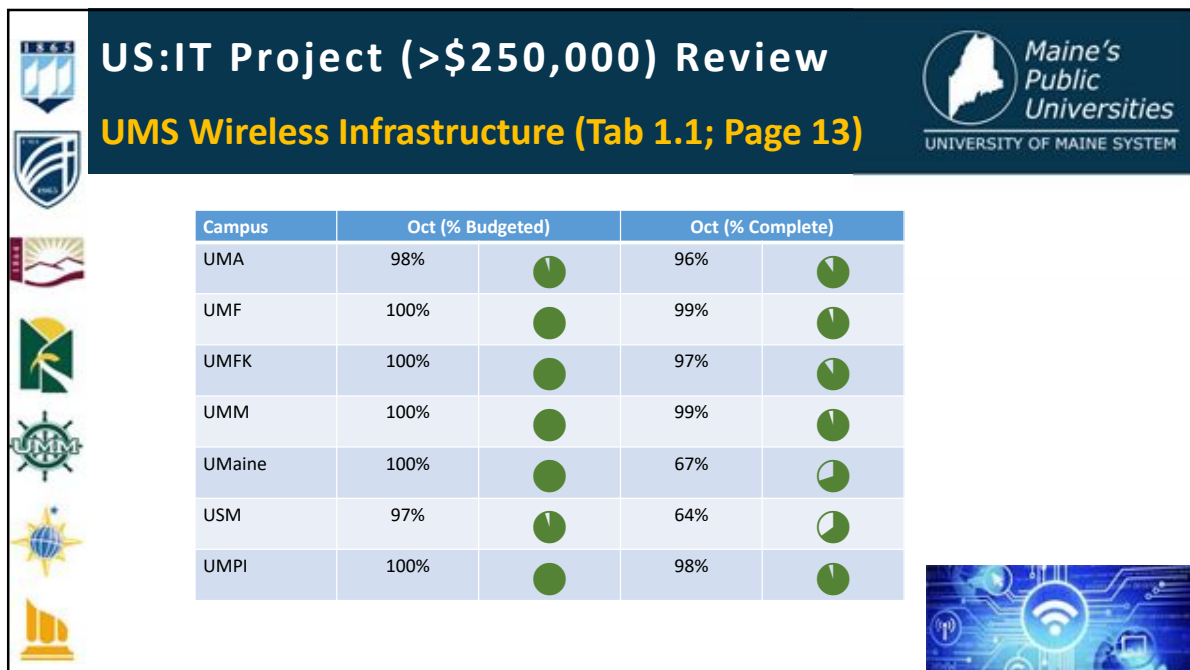 US:IT Project (>$250,000) Review
UMS Wireless Infrastructure (Tab 1.1; Page 13)
Maine's
Public
Universities
UNIVERSITY OF MAINE SYSTEM
1865
1965
UMM
Campus Oct (% Budgeted) Oct (% Complete)
UMA 98% 96%
UMF 100% 99%
UMFK 100% 97%
UMM 100% 99%
UMaine 100% 67%
USM 97% 64%
UMPI 100% 98%